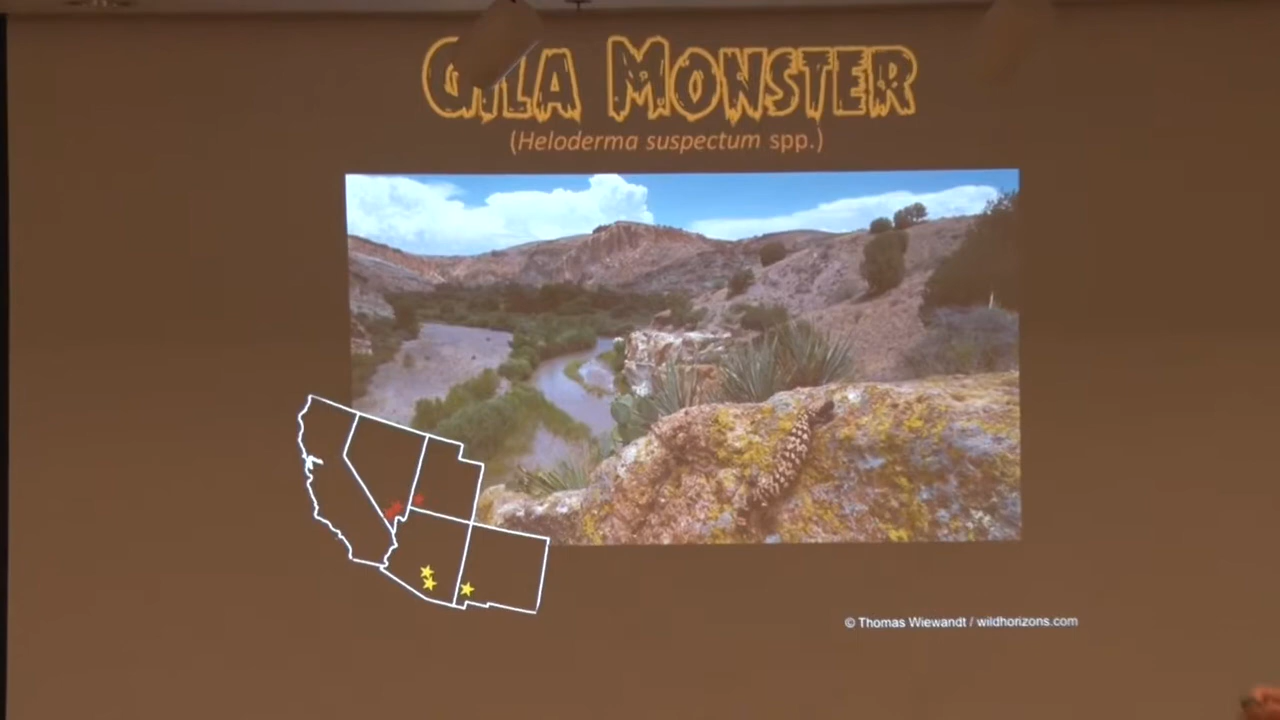 GILA MONSTER
(Heloderma suspectum spp.)
© Thomas Wiewandt / wildhorizons.com